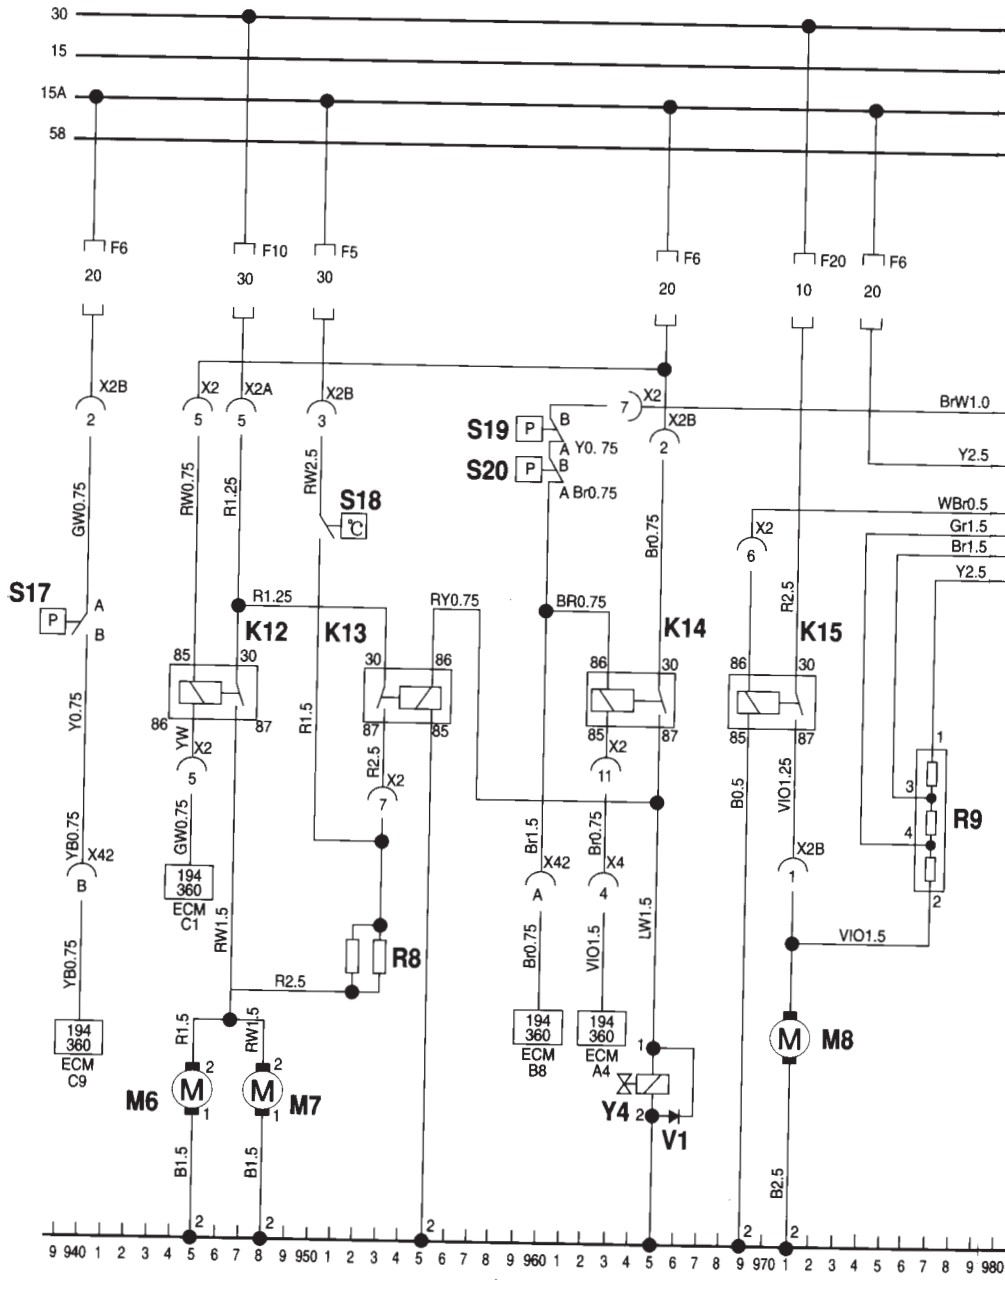 30
15
15A
58
F6 F10 F5 F6 F20 F6
20 30 30 20 10 20
X2B X2 X2A X2B X2 X2B
2 5 5 3 7 2
BrW1.0
S19 P B A Y0.75
S20 P B A Br0.75
Y2.5
GW0.75 RW0.75 R1.25 RW2.5 Br0.75
S18 °C
WBr0.5
X2 6
Gr1.5
Br1.5
Y2.5
R2.5
S17 P A B
R1.25 RY0.75 BR0.75
K12 K13 K14 K15
85 30 30 86 86 30 86 30
86 87 87 85 85 87 85 87
Y0.75 YW X2 5 R1.5 R2.5 X2 7 X2 11 B0.5 VIO1.25
1
3
4
2
R9
YB0.75 X42 B GW0.75 Br1.5 X42 A Br0.75 X4 4 X2B 1
194
360
ECM
C1
RW1.5 LW1.5
VIO1.5
YB0.75 R2.5 R8 Br0.75 VIO1.5
194
360
ECM
C9
194
360
ECM
B8
194
360
ECM
A4
R1.5 RW1.5
M6 M 2 1
M7 M 2 1
Y4 1 2 V1
M8 M
B1.5 B1.5 B2.5
2 2 2 2 2
9 940 1 2 3 4 5 6 7 8 9 950 1 2 3 4 5 6 7 8 9 960 1 2 3 4 5 6 7 8 9 970 1 2 3 4 5 6 7 8 9 980